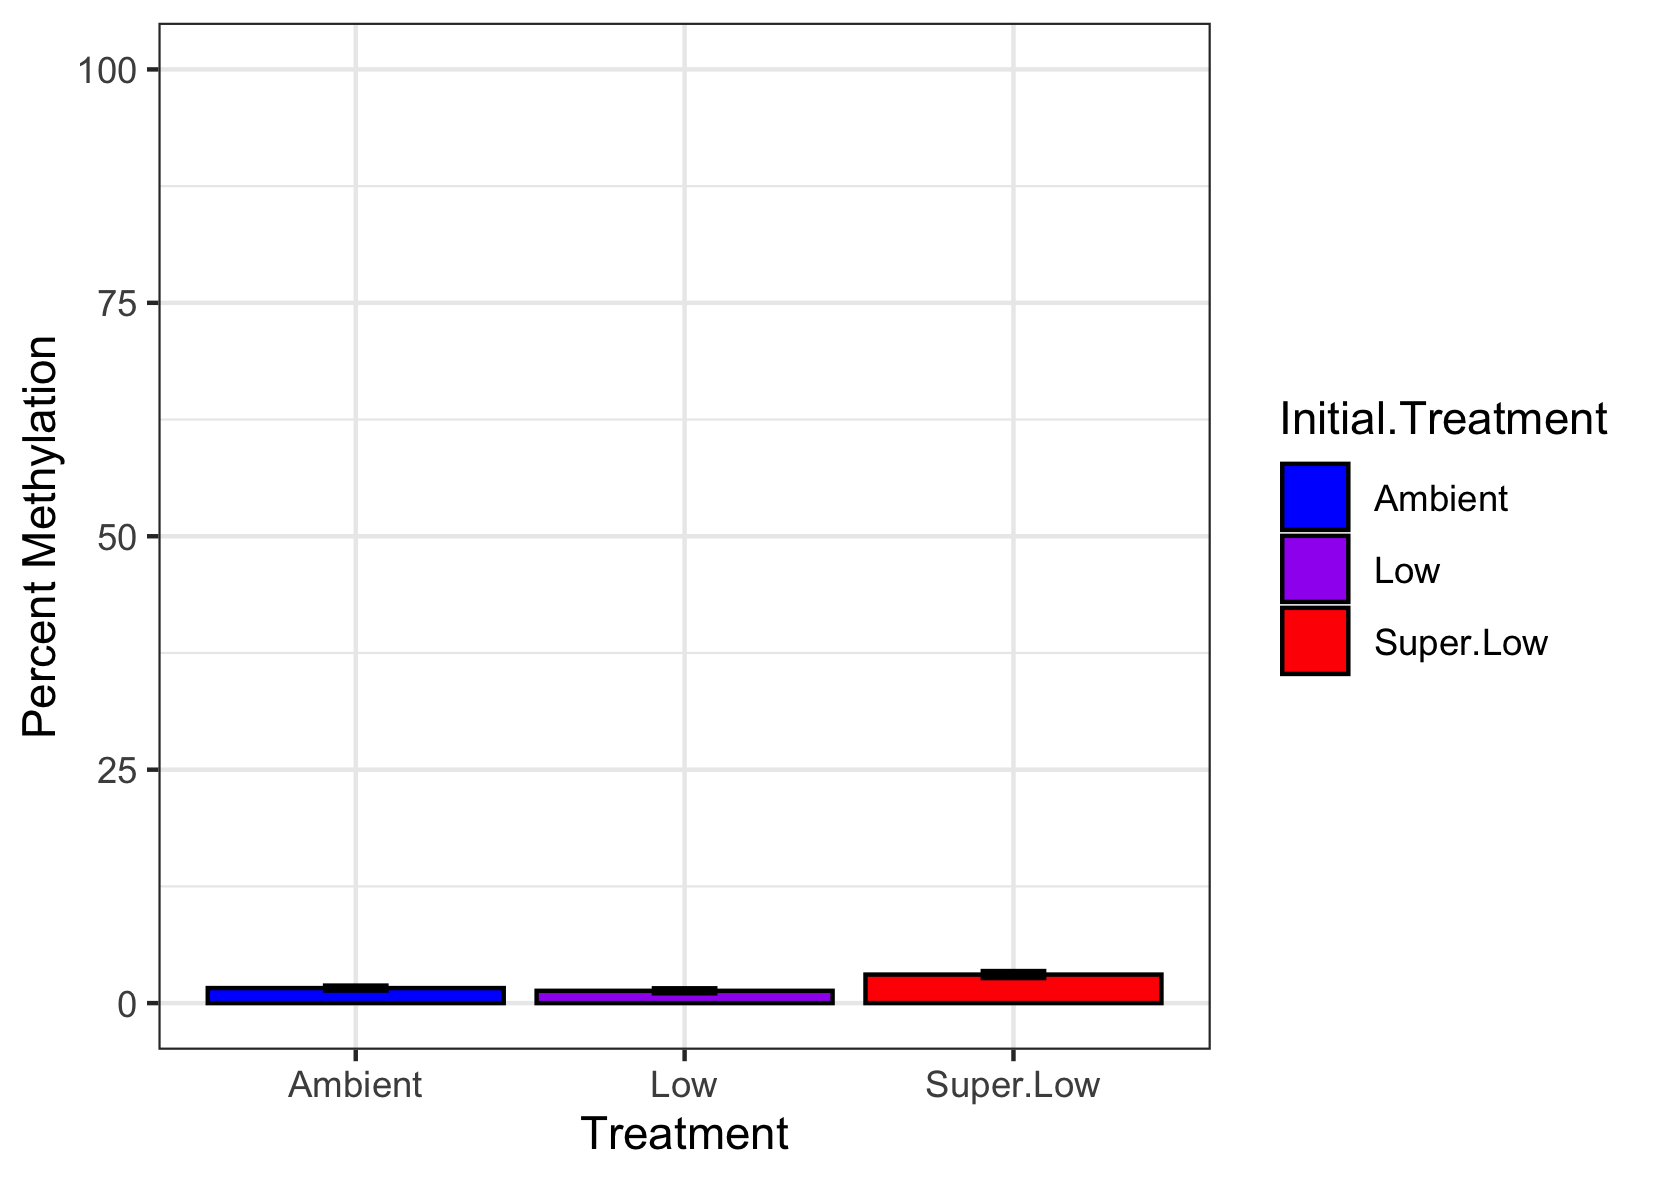 Percent Methylation
100
75
50
25
0
Ambient Low Super.Low
Treatment
Initial.Treatment
Ambient
Low
Super.Low